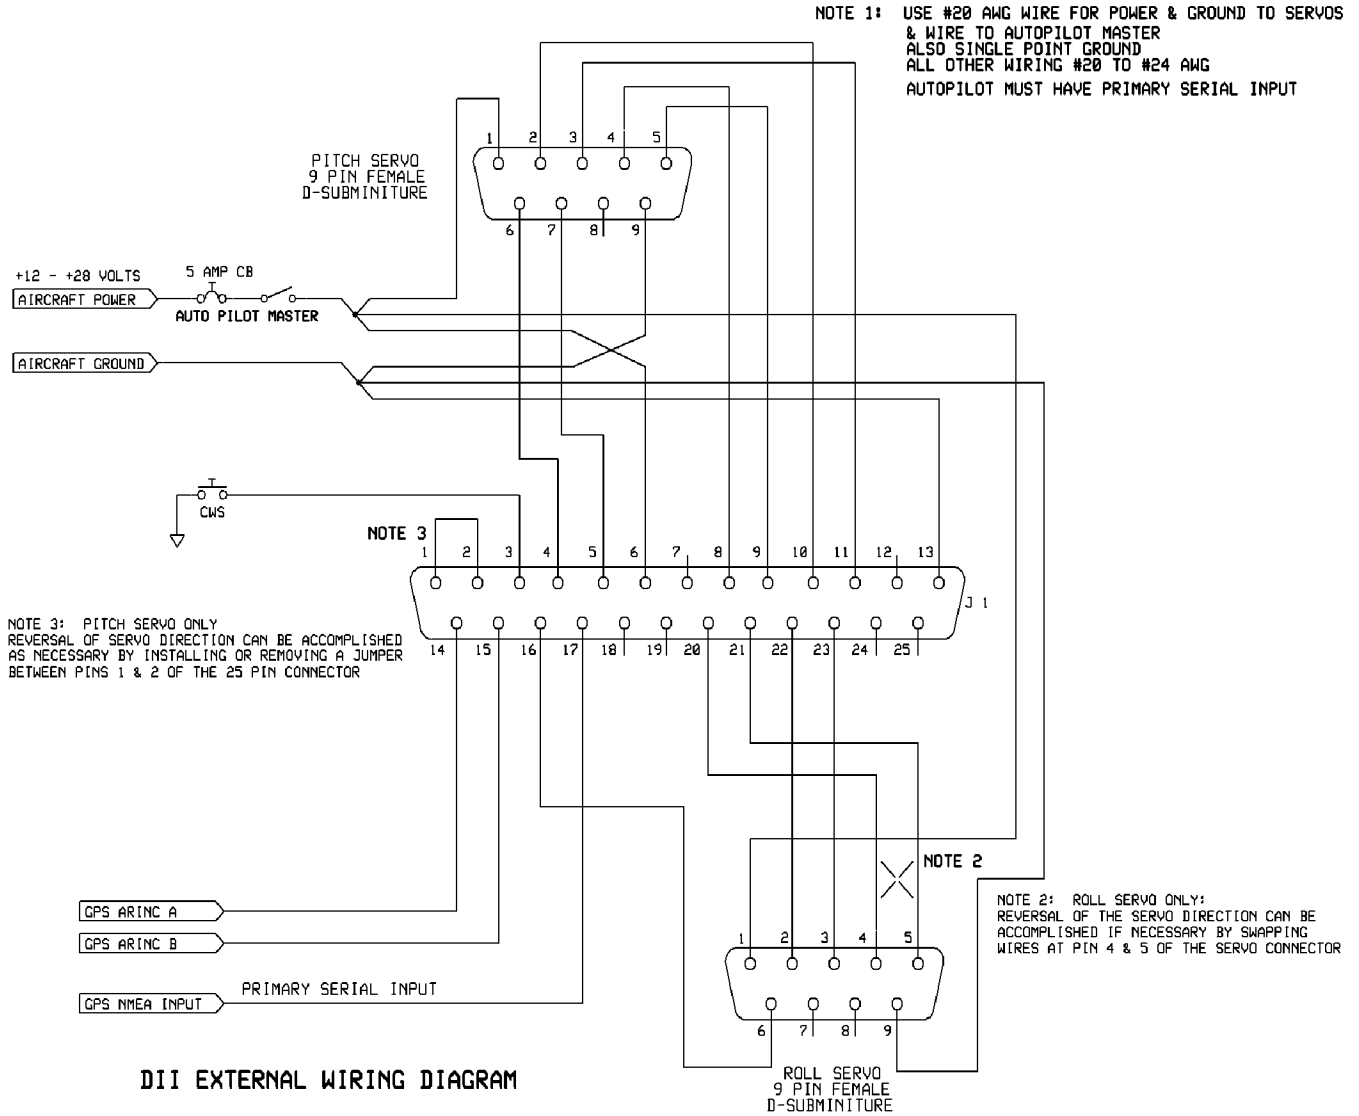 NOTE 1: USE #20 AWG WIRE FOR POWER & GROUND TO SERVOS
& WIRE TO AUTOPILOT MASTER
ALSO SINGLE POINT GROUND
ALL OTHER WIRING #20 TO #24 AWG
AUTOPILOT MUST HAVE PRIMARY SERIAL INPUT
1 2 3 4 5
PITCH SERVO
9 PIN FEMALE
D-SUBMINITURE
6 7 8 9
+12 - +28 VOLTS
5 AMP CB
AIRCRAFT POWER
AUTO PILOT MASTER
AIRCRAFT GROUND
CWS
NOTE 3
1 2 3 4 5 6 7 8 9 10 11 12 13
J 1
14 15 16 17 18 19 20 21 22 23 24 25
NOTE 3: PITCH SERVO ONLY
REVERSAL OF SERVO DIRECTION CAN BE ACCOMPLISHED
AS NECESSARY BY INSTALLING OR REMOVING A JUMPER
BETWEEN PINS 1 & 2 OF THE 25 PIN CONNECTOR
NOTE 2
NOTE 2: ROLL SERVO ONLY:
REVERSAL OF THE SERVO DIRECTION CAN BE
ACCOMPLISHED IF NECESSARY BY SWAPPING
WIRES AT PIN 4 & 5 OF THE SERVO CONNECTOR
GPS ARINC A
GPS ARINC B
GPS NMEA INPUT
PRIMARY SERIAL INPUT
1 2 3 4 5
6 7 8 9
ROLL SERVO
9 PIN FEMALE
D-SUBMINITURE
DII EXTERNAL WIRING DIAGRAM